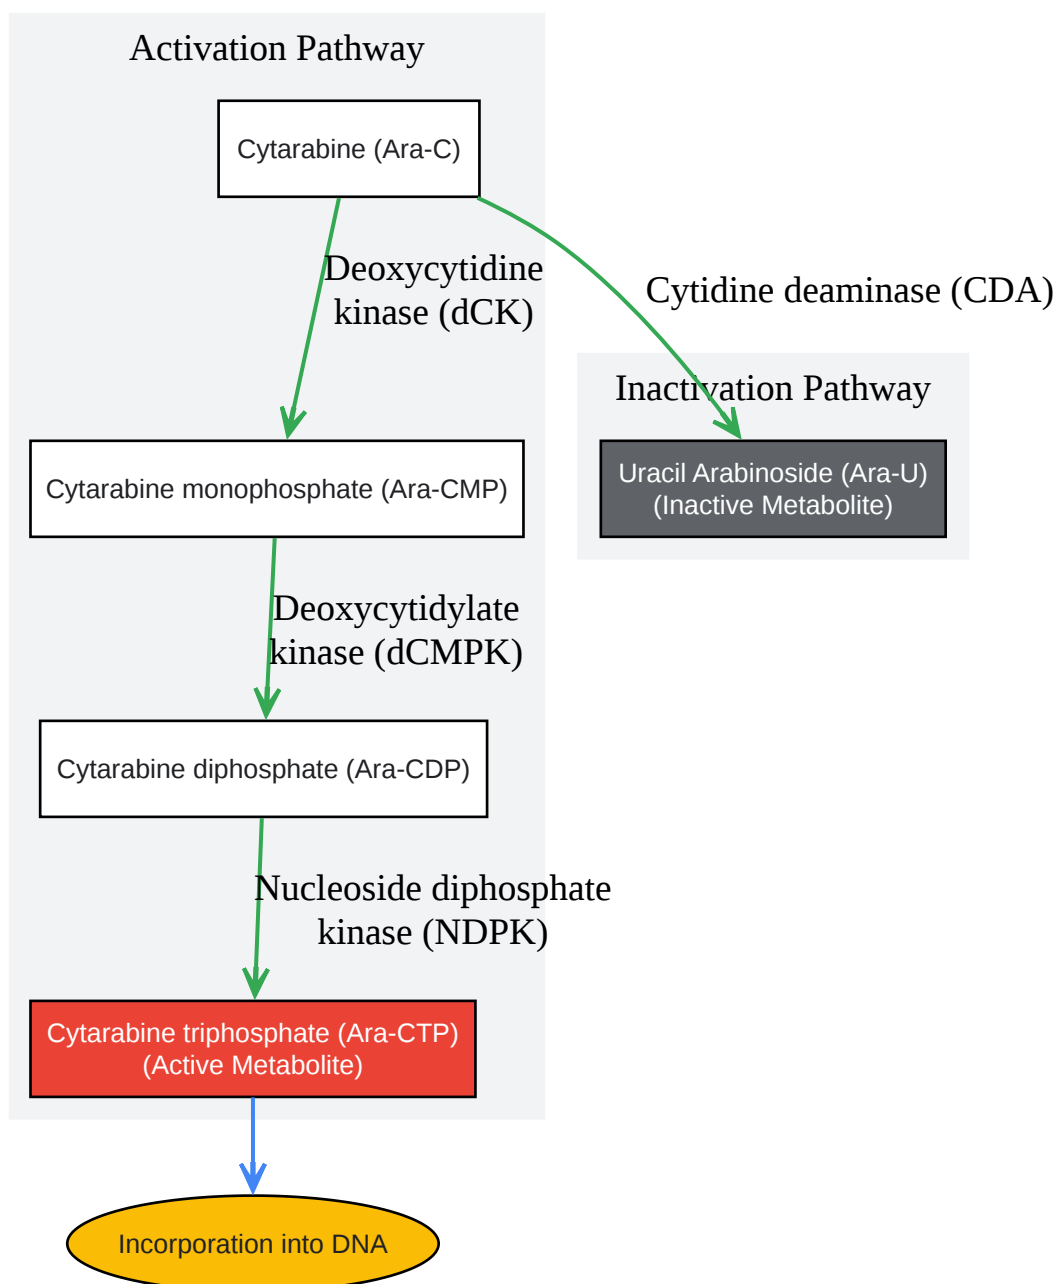 Activation Pathway
Cytarabine (Ara-C)
Deoxycytidine
kinase (dCK)
Cytidine deaminase (CDA)
Inactivation Pathway
Cytarabine monophosphate (Ara-CMP)
Uracil Arabinoside (Ara-U)
(Inactive Metabolite)
Deoxycytidylate
kinase (dCMPK)
Cytarabine diphosphate (Ara-CDP)
Nucleoside diphosphate
kinase (NDPK)
Cytarabine triphosphate (Ara-CTP)
(Active Metabolite)
Incorporation into DNA